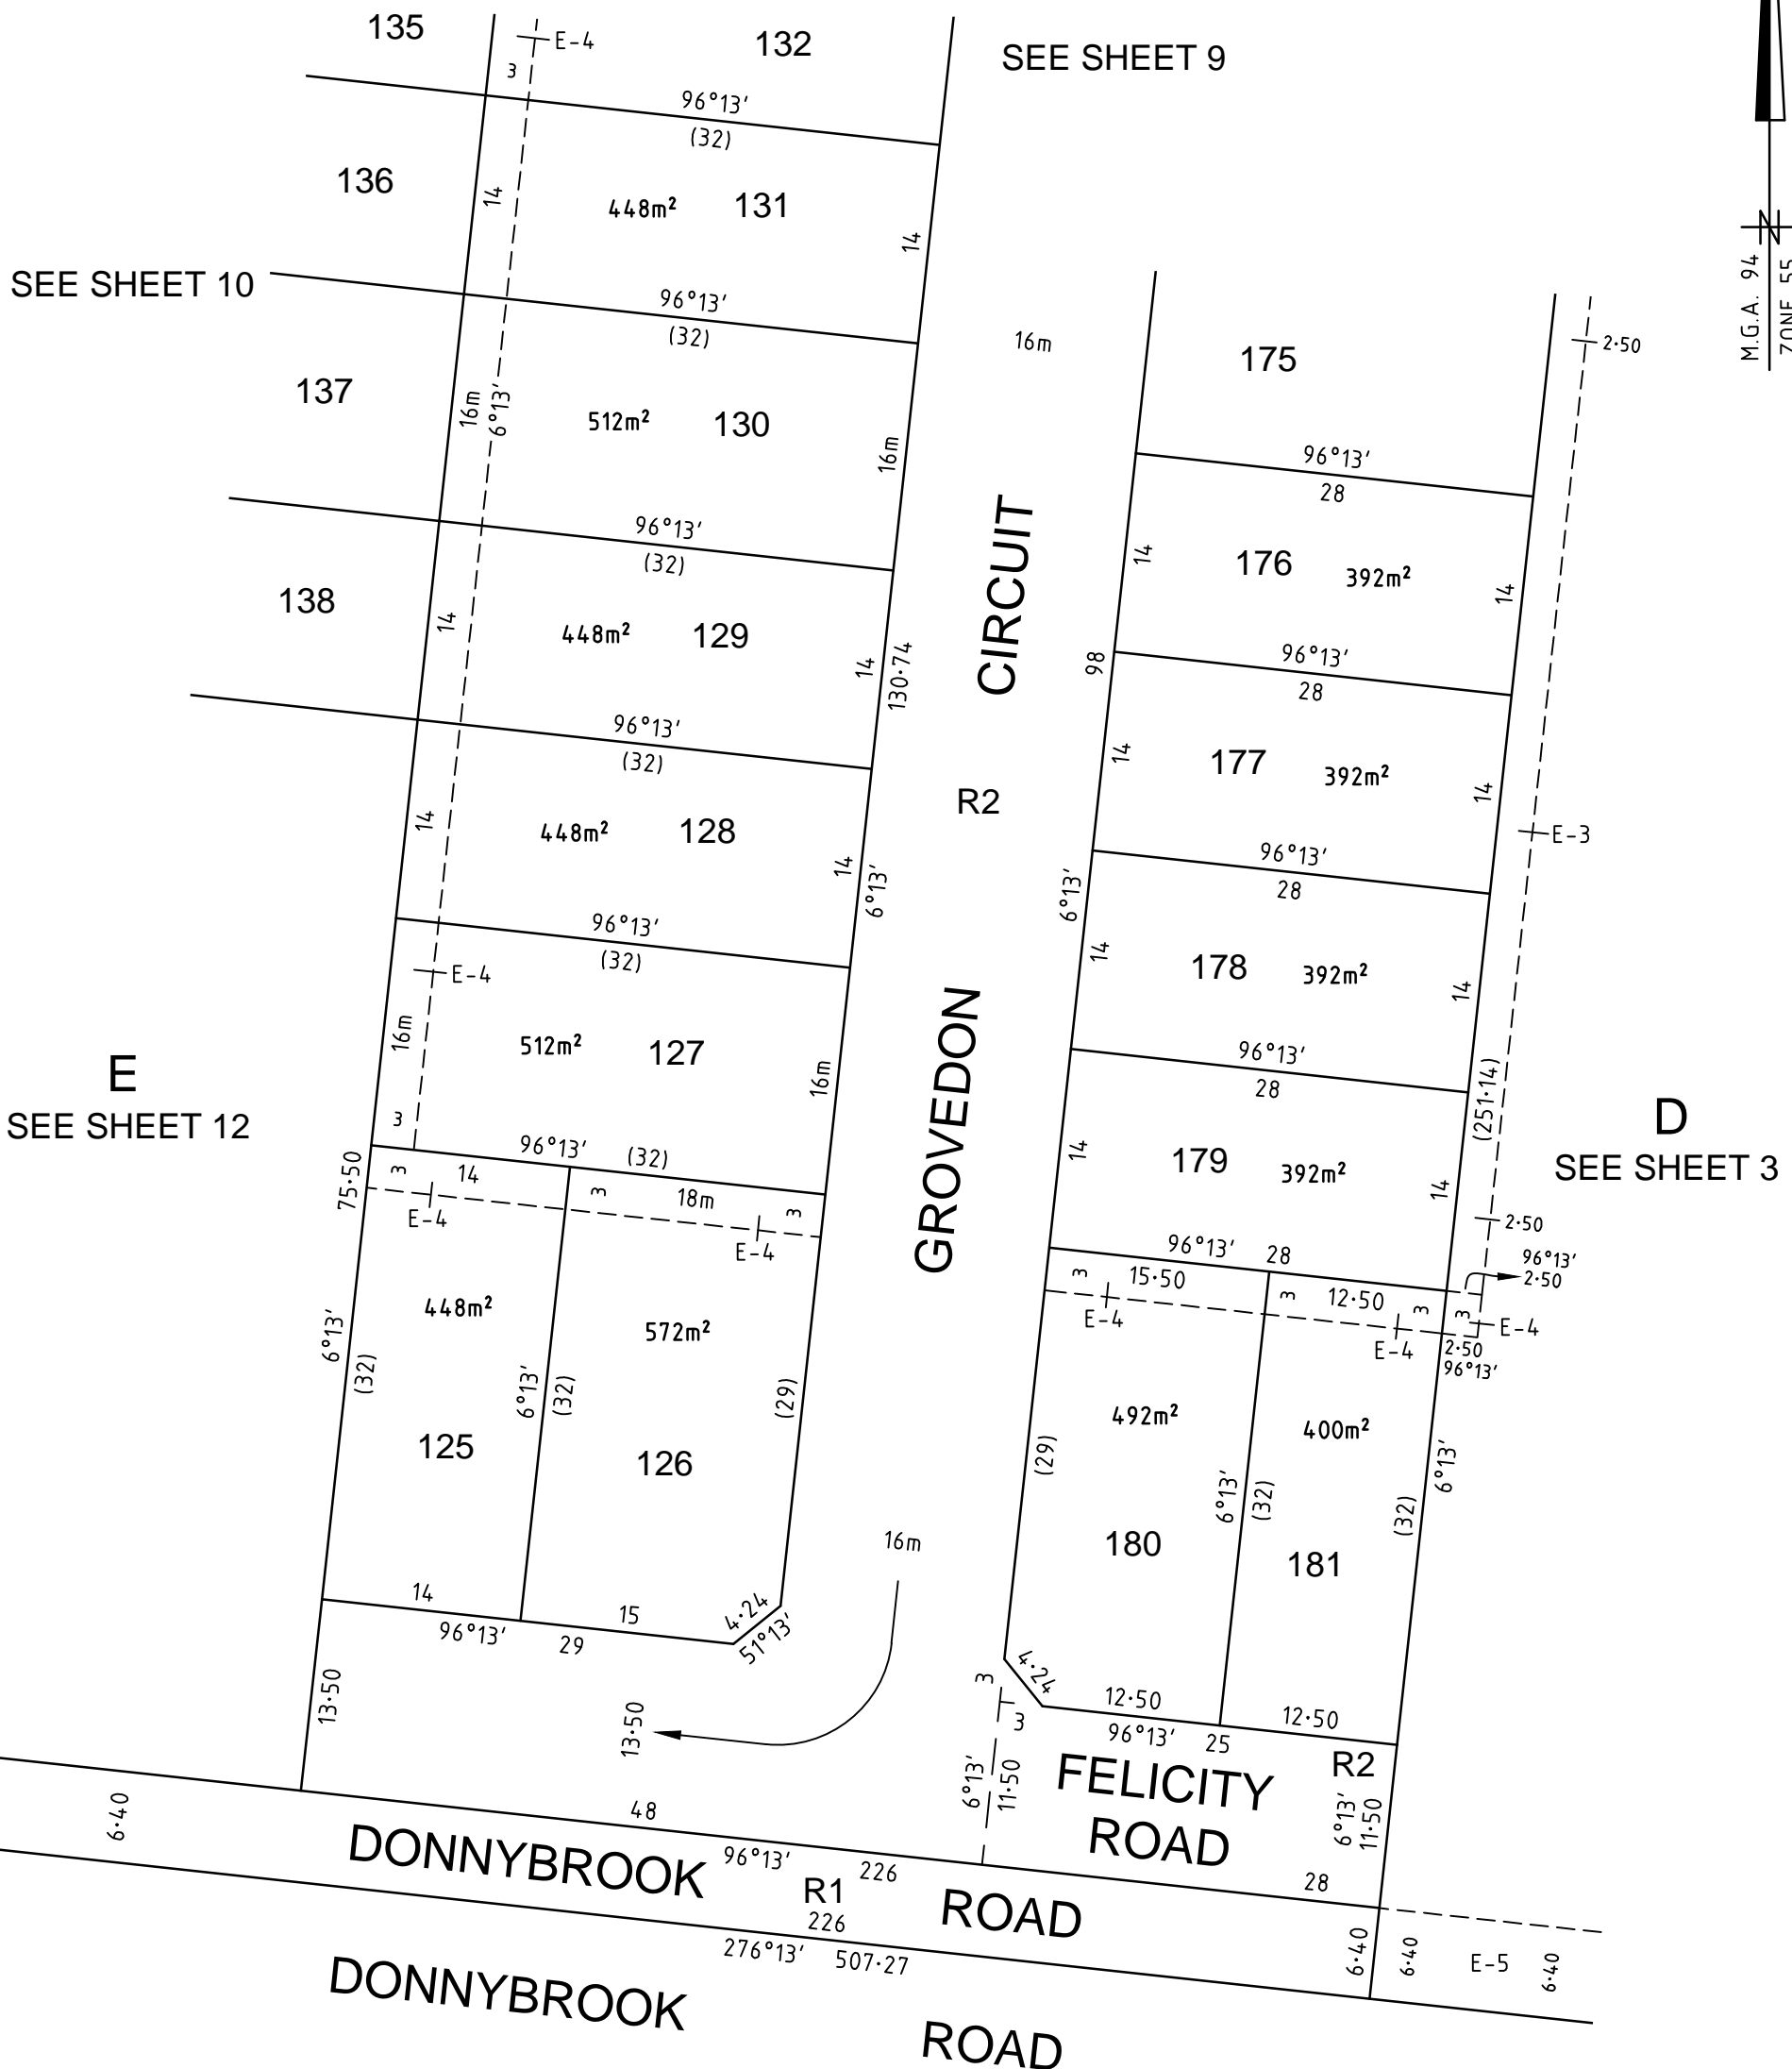 135
E-4
132
SEE SHEET 9
3
96°13'
(32)
136
14
448m²
131
14
M.G.A. 94
ZONE 55
N
SEE SHEET 10
96°13'
(32)
16m
175
2·50
137
16m
6°13'
512m²
130
16m
96°13'
28
96°13'
(32)
CIRCUIT
14
176
392m²
14
138
14
448m²
129
14
130·74
98
96°13'
28
96°13'
(32)
14
177
392m²
14
R2
E-3
14
448m²
128
14
6°13'
6°13'
96°13'
28
96°13'
(32)
14
178
392m²
14
E-4
16m
512m²
127
16m
GROVEDON
96°13'
28
(251·14)
E
SEE SHEET 12
D
SEE SHEET 3
3
96°13'
(32)
14
179
392m²
14
75·50
3
14
3
18m
3
E-4
E-4
2·50
96°13'
2·50
96°13'
28
3
15·50
3
12·50
3
3
E-4
E-4
E-4
2·50
96°13'
6°13'
(32)
448m²
125
6°13'
(32)
572m²
126
(29)
(29)
492m²
180
6°13'
(32)
400m²
181
(32)
6°13'
16m
14
96°13'
29
15
4·24
51°13'
13·50
13·50
3
3
4·24
12·50
96°13'
25
12·50
6°13'
11·50
FELICITY
ROAD
R2
6°13'
11·50
6·40
48
28
DONNYBROOK
96°13'
226
R1
226
ROAD
276°13'
507·27
6·40
6·40
E-5
6·40
DONNYBROOK
ROAD